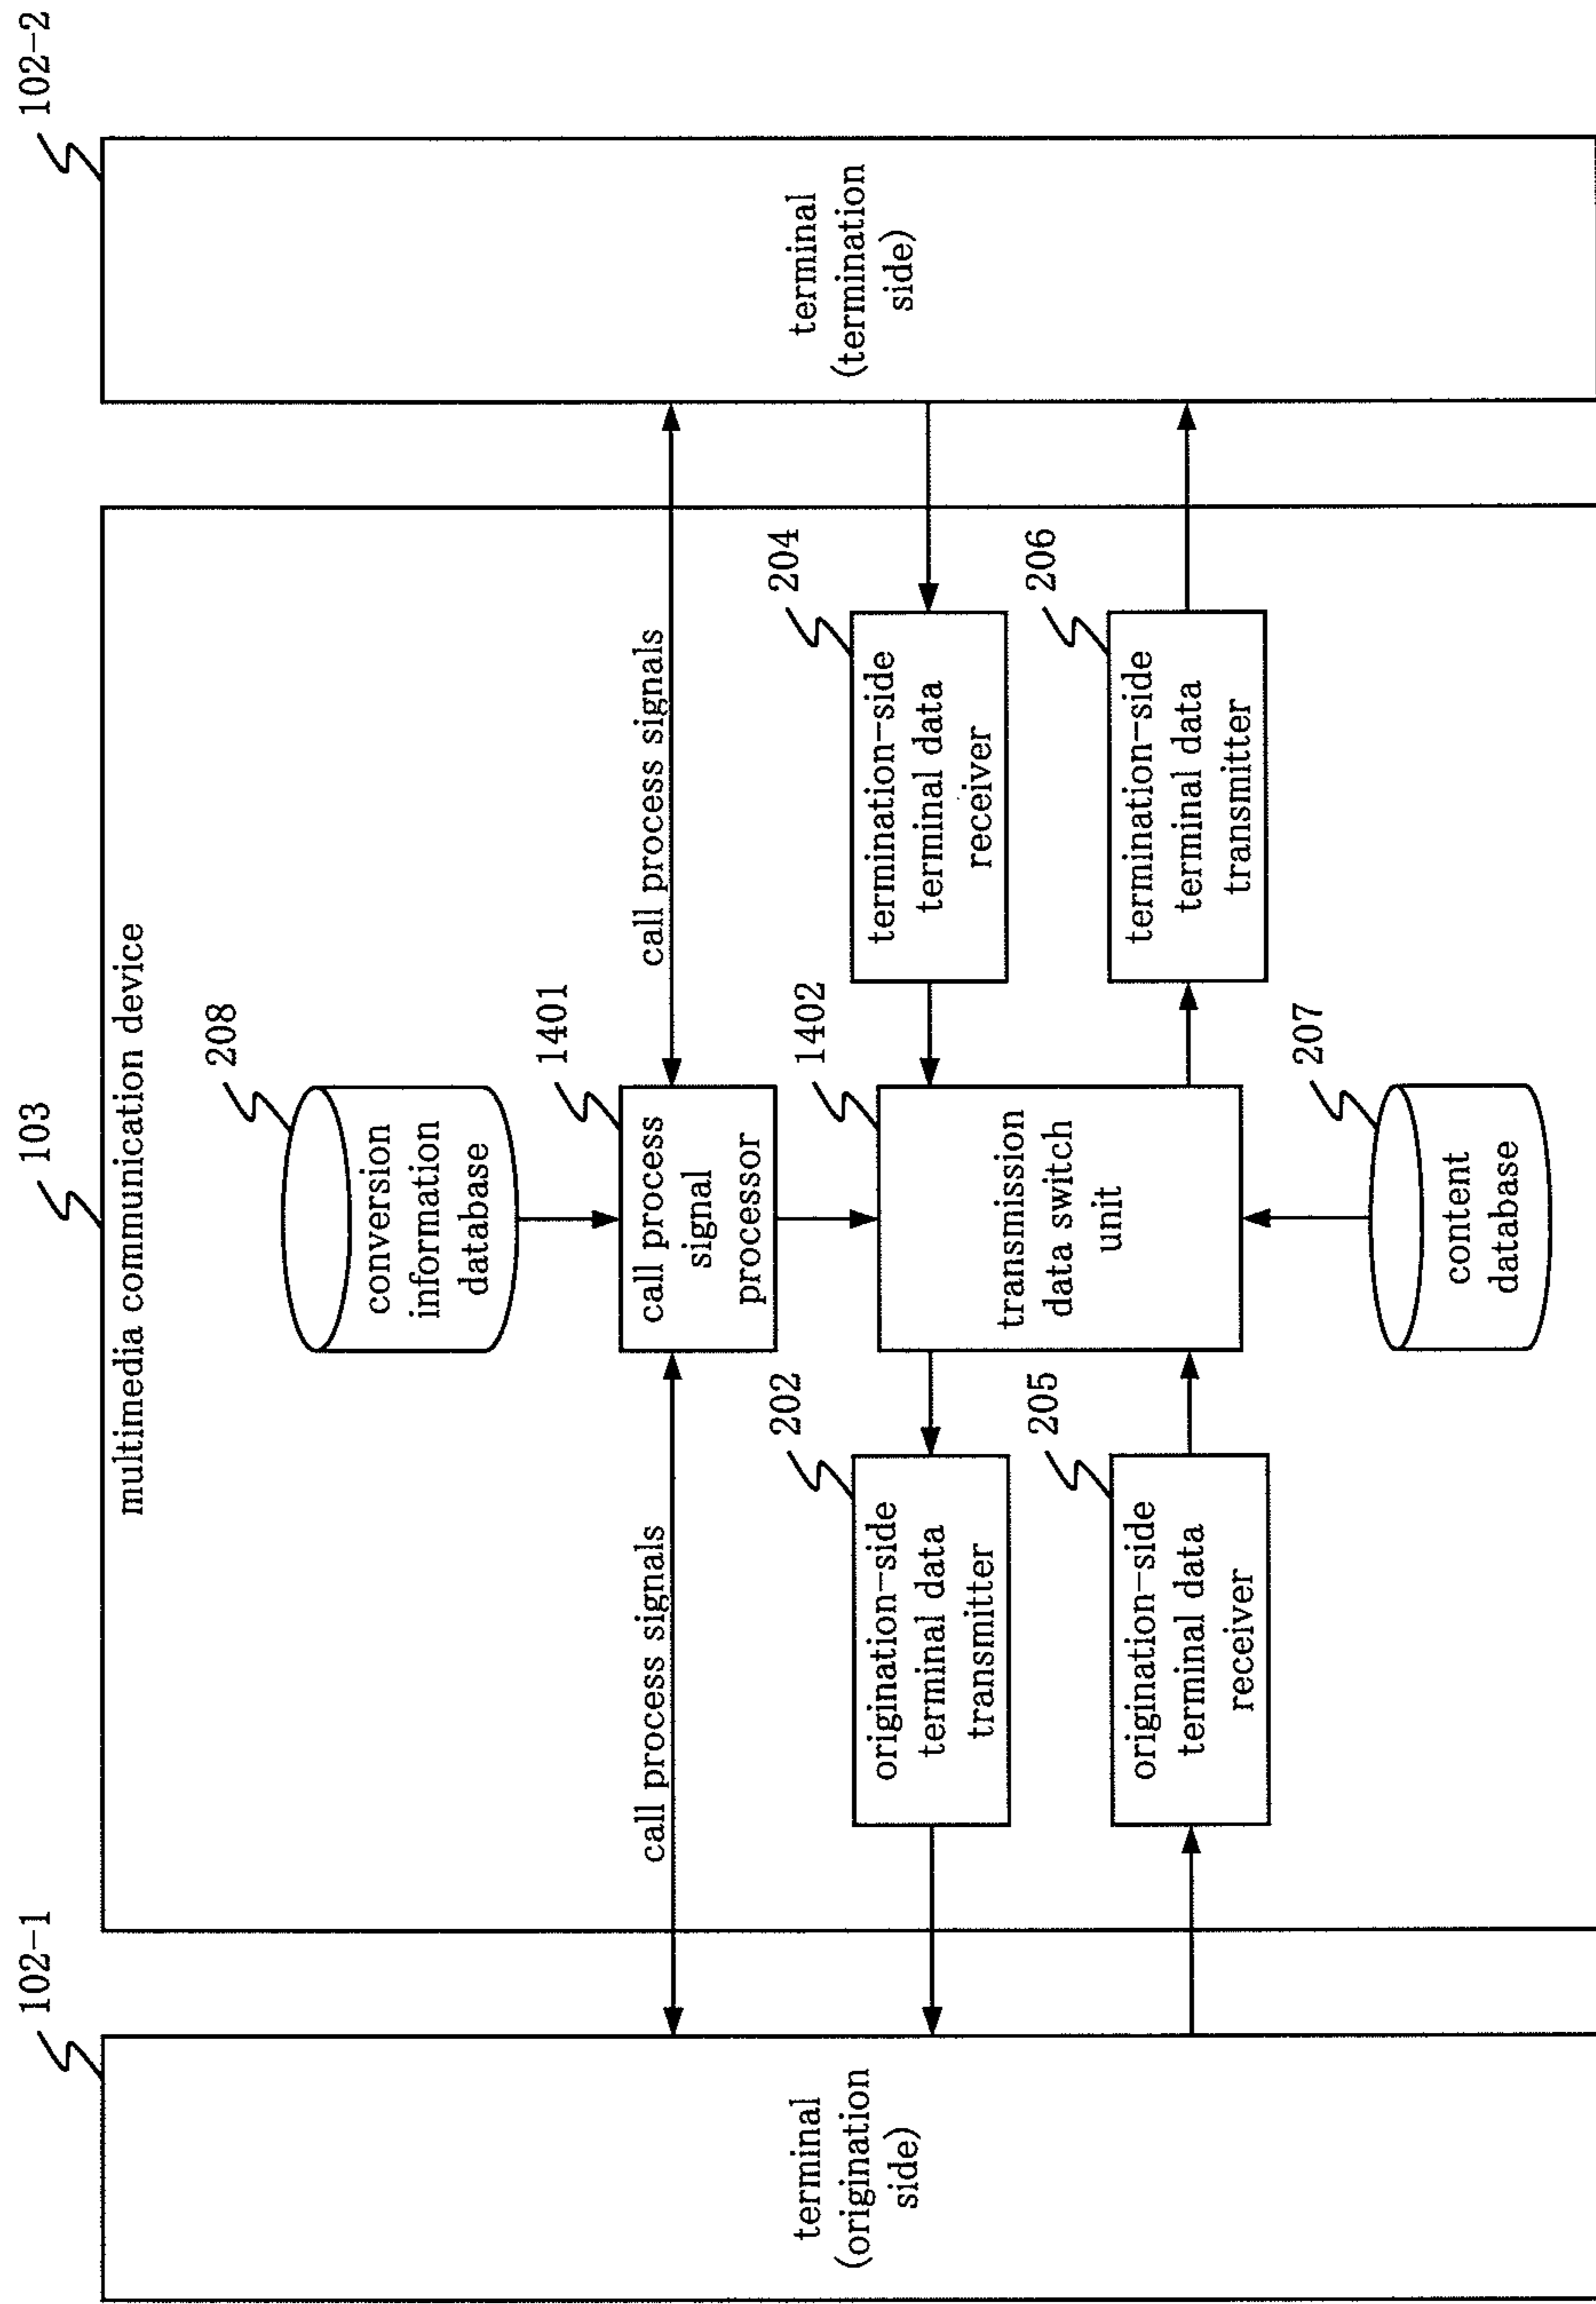 102-1
103
102-2
multimedia communication device
208
conversion
information
database
1401
call process signals
call process
signal
processor
call process signals
terminal
(origination
side)
202
origination-side
terminal data
transmitter
1402
transmission
data switch
unit
204
termination-side
terminal data
receiver
terminal
(termination
side)
205
origination-side
terminal data
receiver
206
termination-side
terminal data
transmitter
207
content
database